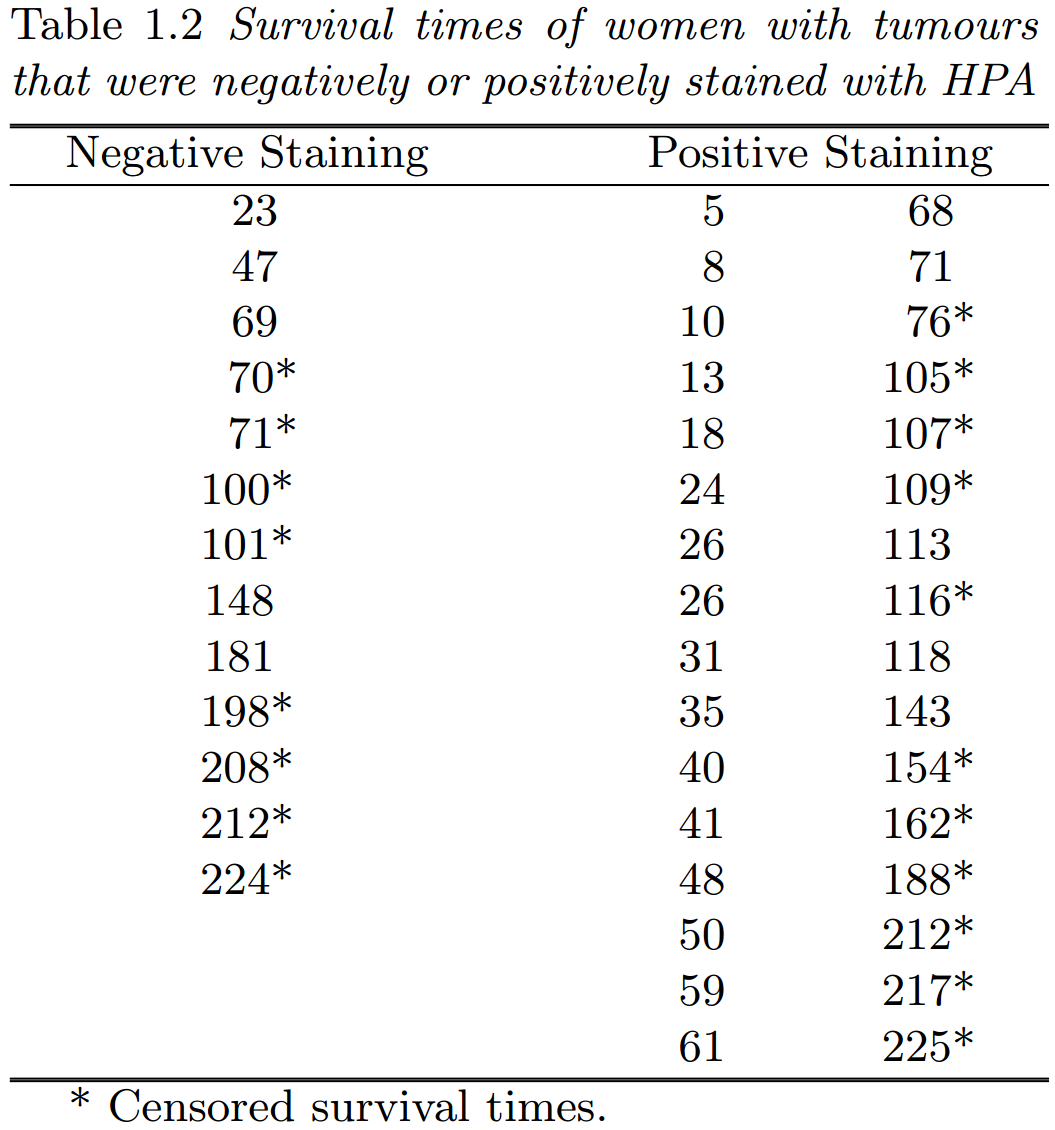 Table 1.2 Survival times of women with tumours
that were negatively or positively stained with HPA
Negative Staining Positive Staining
23 5 68
47 8 71
69 10 76*
70* 13 105*
71* 18 107*
100* 24 109*
101* 26 113
148 26 116*
181 31 118
198* 35 143
208* 40 154*
212* 41 162*
224* 48 188*
50 212*
59 217*
61 225*
* Censored survival times.